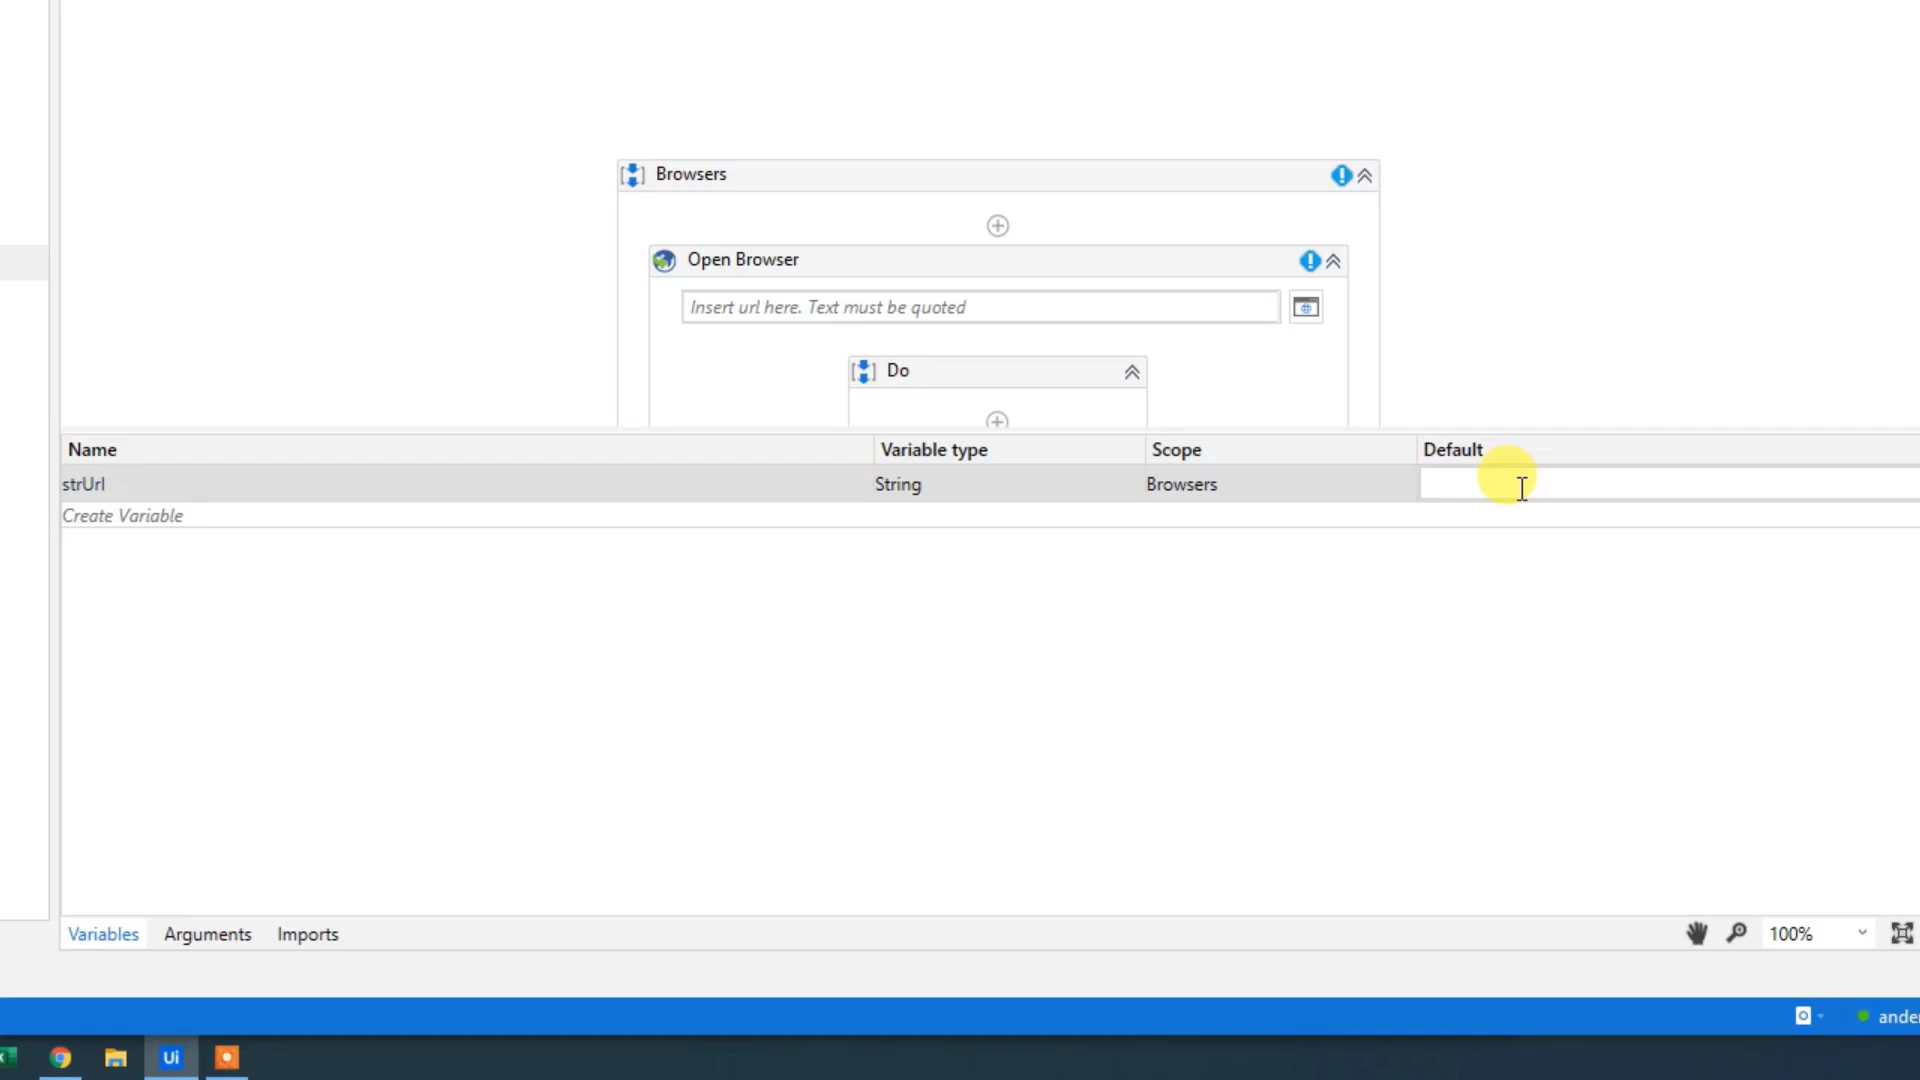 Browsers
Open Browser
Insert url here. Text must be quoted
Do
Name Variable type Scope Default
strUrl String Browsers
Create Variable
Variables Arguments Imports 100%
Ui